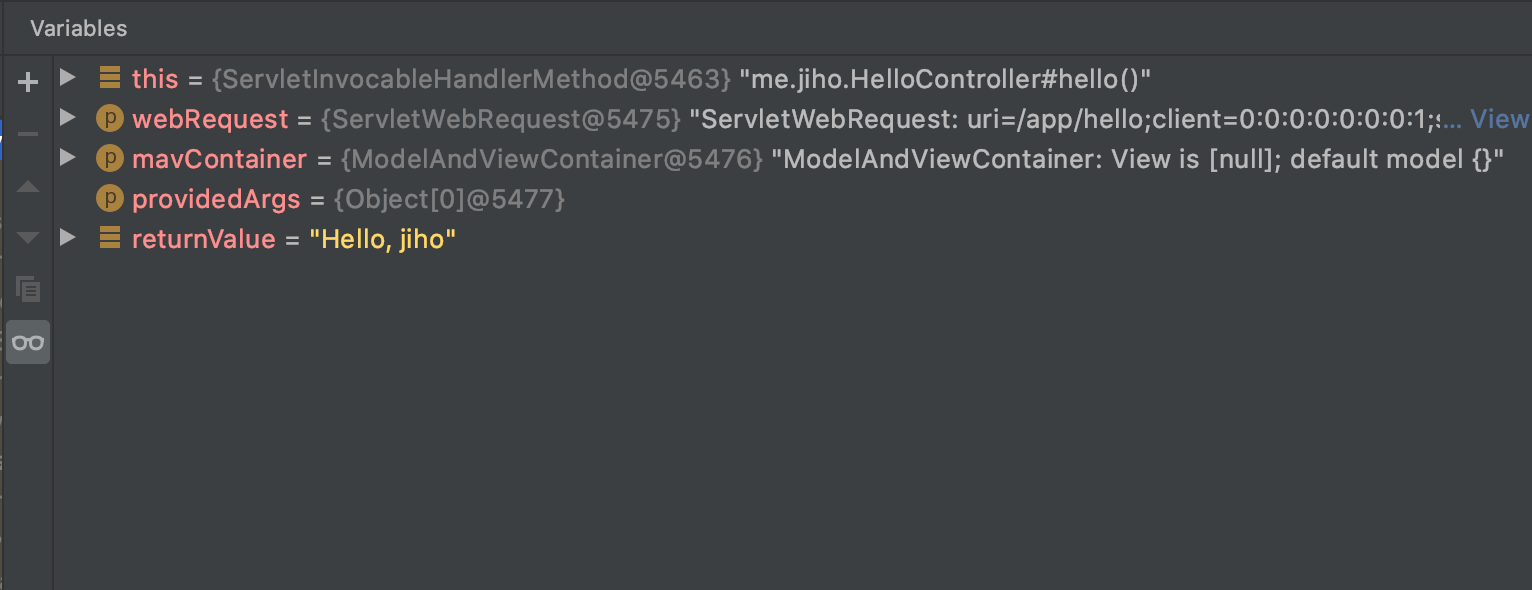 Variables
this = {ServletInvocableHandlerMethod@5463} "me.jiho.HelloController#hello()"
p webRequest = {ServletWebRequest@5475} "ServletWebRequest: uri=/app/hello;client=0:0:0:0:0:0:0:1;s... View
p mavContainer = {ModelAndViewContainer@5476} "ModelAndViewContainer: View is [null]; default model {}"
p providedArgs = {Object[0]@5477}
returnValue = "Hello, jiho"